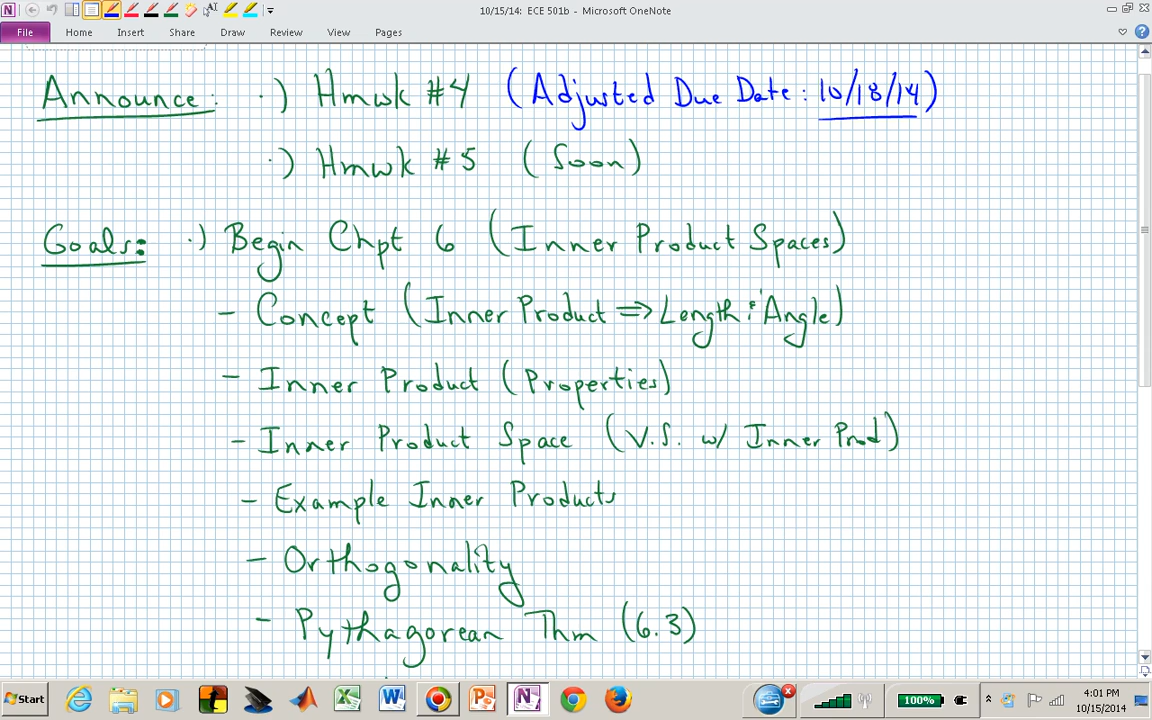 10/15/14: ECE 501b - Microsoft OneNote
File Home Insert Share Draw Review View Pages
Announce: ·) Hmwk #4 (Adjusted Due Date: 10/18/14)
·) Hmwk #5 (Soon)
Goals: ·) Begin Chpt 6 (Inner Product Spaces)
- Concept (Inner Product ⇒ Length & Angle)
- Inner Product (Properties)
- Inner Product Space (V.S. w/ Inner Prod)
- Example Inner Products
- Orthogonality
- Pythagorean Thm (6.3)
Start 100% 4:01 PM
10/15/2014